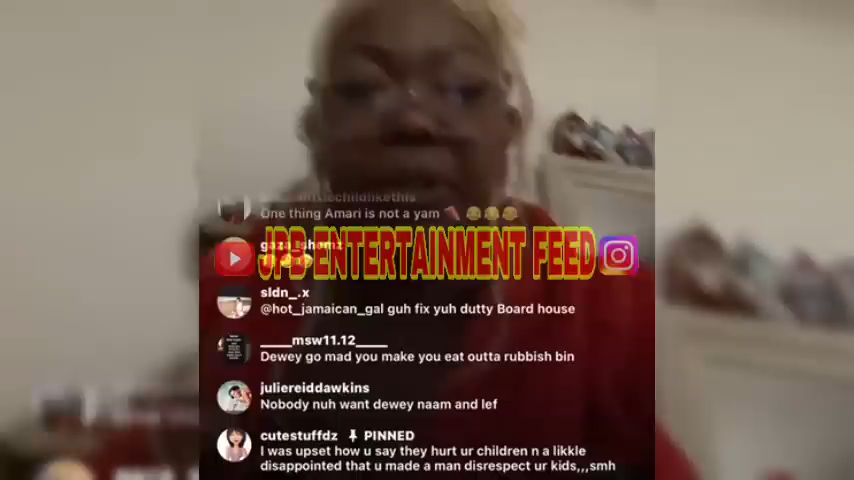 One thing Amari is not a yam
gaza_shamz
JPB ENTERTAINMENT FEED
sldn_.x
@hot_jamaican_gal guh fix yuh dutty Board house
____msw11.12____
Dewey go mad you make you eat outta rubbish bin
juliereiddawkins
Nobody nuh want dewey naam and lef
cutestuffdz PINNED
I was upset how u say they hurt ur children n a likkle
disappointed that u made a man disrespect ur kids,,,smh